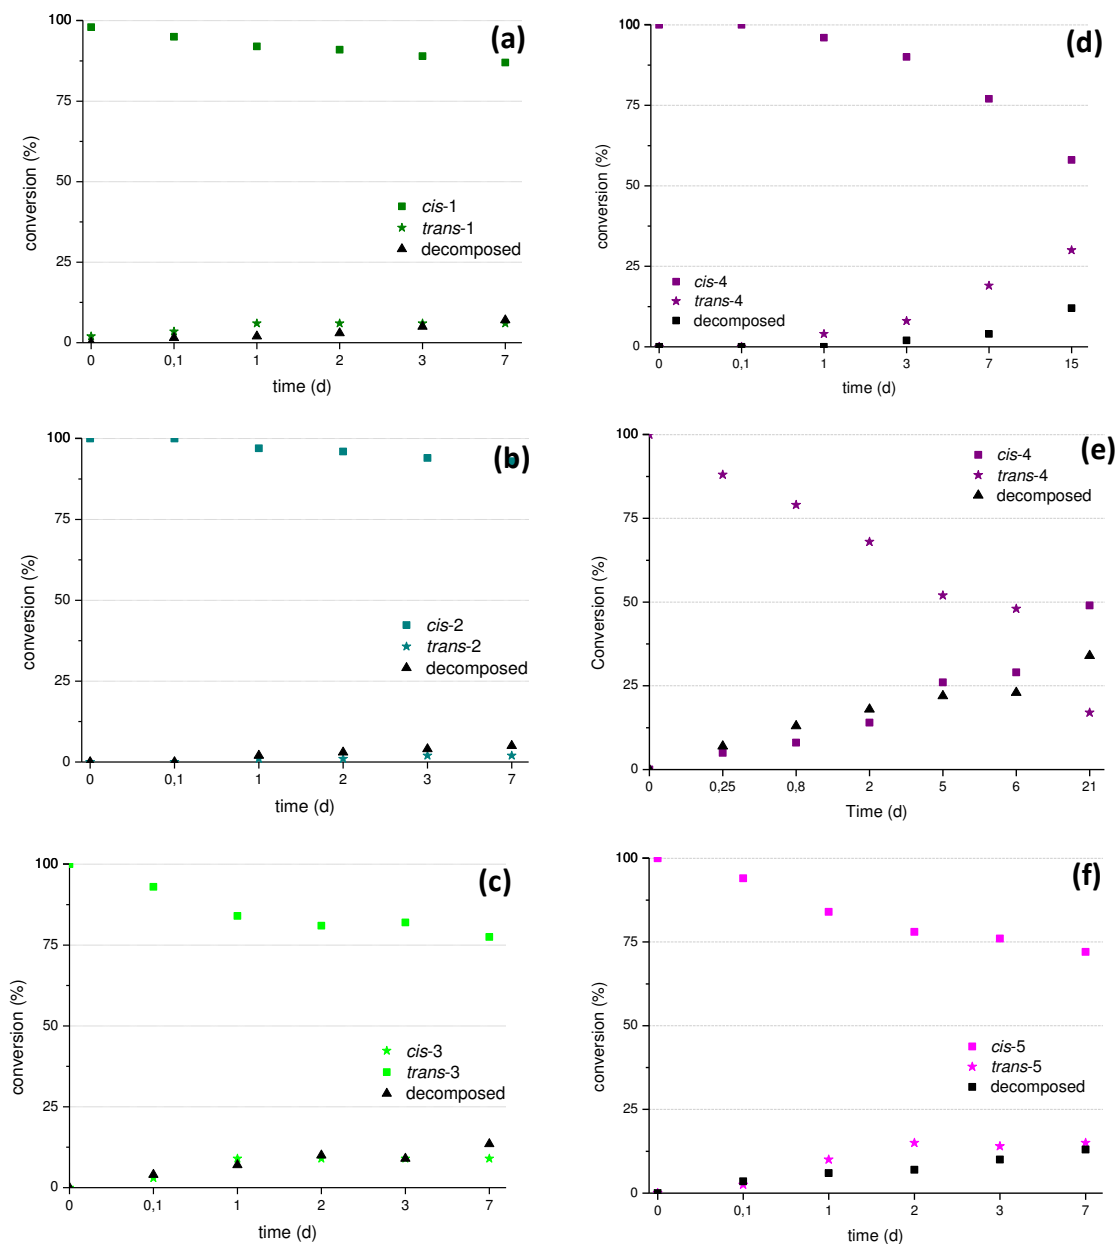 (a)
conversion (%)
100
75
50
25
0
cis-1
trans-1
decomposed
0 0,1 1 2 3 7
time (d)
(b)
conversion (%)
100
75
50
25
0
cis-2
trans-2
decomposed
0 0,1 1 2 3 7
time (d)
(c)
conversion (%)
100
75
50
25
0
cis-3
trans-3
decomposed
0 0,1 1 2 3 7
time (d)
(d)
conversion (%)
100
75
50
25
0
cis-4
trans-4
decomposed
0 0,1 1 3 7 15
time (d)
(e)
Conversion (%)
100
75
50
25
0
cis-4
trans-4
decomposed
0 0,25 0,8 2 5 6 21
Time (d)
(f)
conversion (%)
100
75
50
25
0
cis-5
trans-5
decomposed
0 0,1 1 2 3 7
time (d)